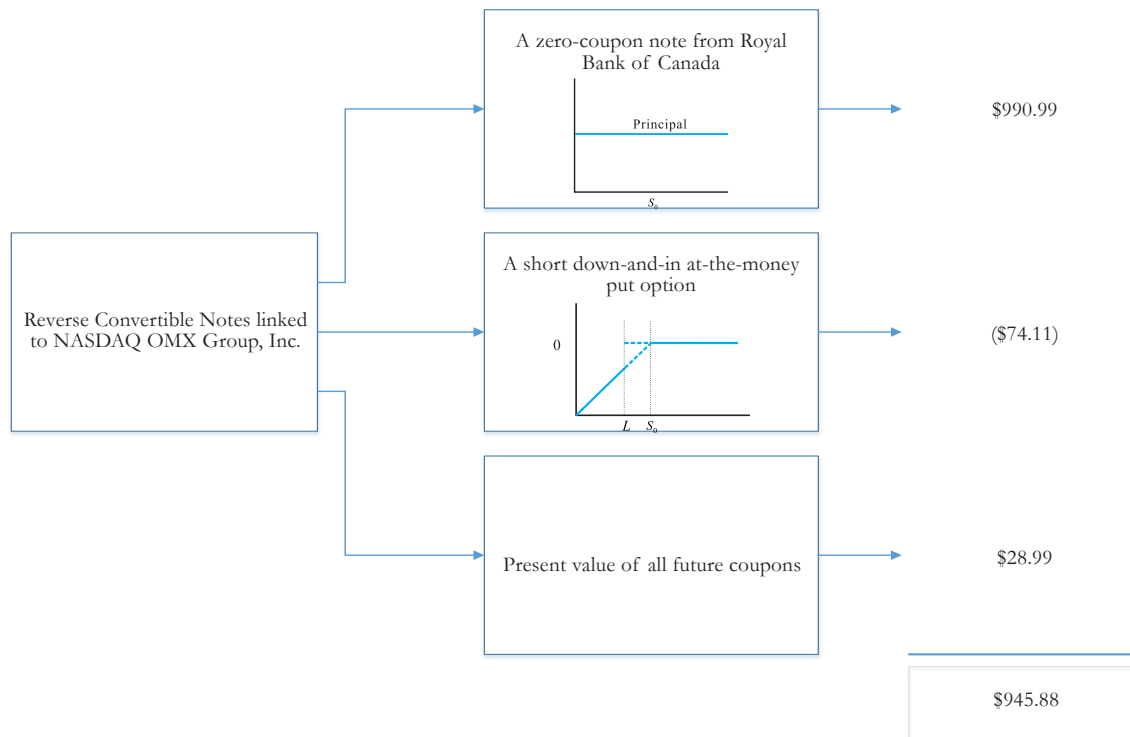 A zero-coupon note from Royal
Bank of Canada
Principal
S₀
$990.99
Reverse Convertible Notes linked
to NASDAQ OMX Group, Inc.
A short down-and-in at-the-money
put option
0
L S₀
($74.11)
Present value of all future coupons
$28.99
$945.88